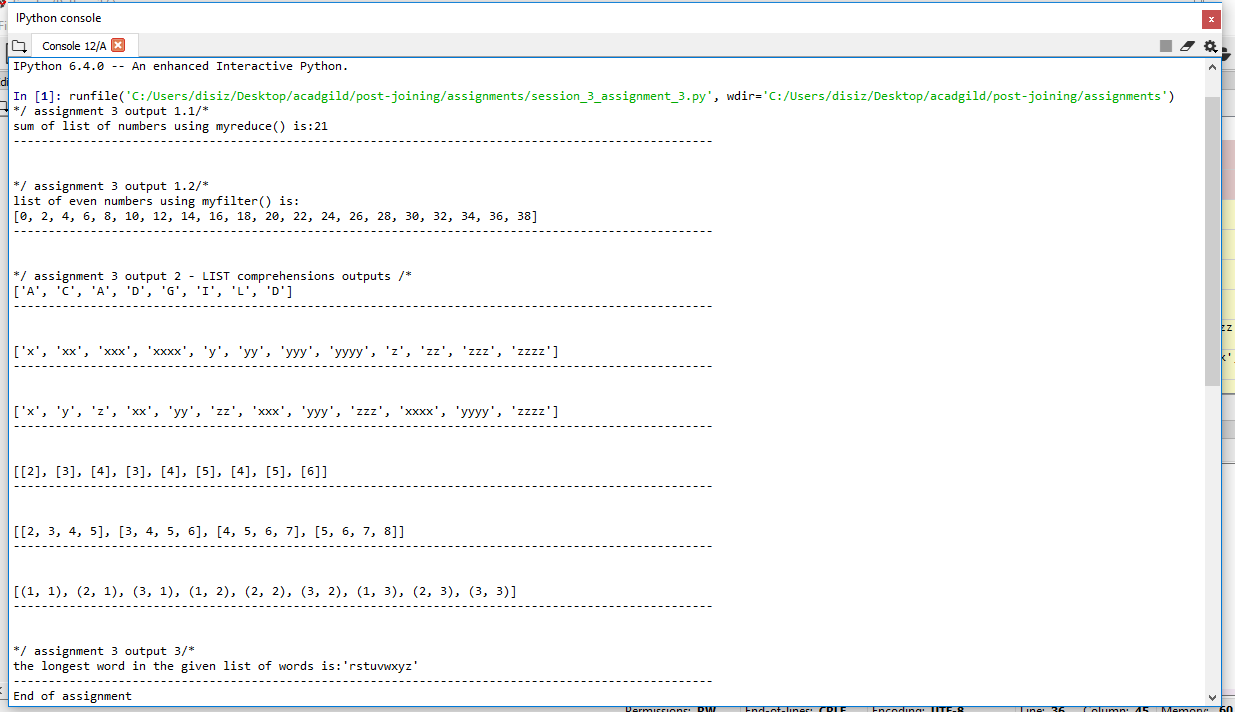 IPython console
Console 12/A
IPython 6.4.0 -- An enhanced Interactive Python.
In [1]: runfile('C:/Users/disiz/Desktop/acadgild/post-joining/assignments/session_3_assignment_3.py', wdir='C:/Users/disiz/Desktop/acadgild/post-joining/assignments')
*/ assignment 3 output 1.1/*
sum of list of numbers using myreduce() is:21
----------------------------------------------------------------------------------------------------
*/ assignment 3 output 1.2/*
list of even numbers using myfilter() is:
[0, 2, 4, 6, 8, 10, 12, 14, 16, 18, 20, 22, 24, 26, 28, 30, 32, 34, 36, 38]
----------------------------------------------------------------------------------------------------
*/ assignment 3 output 2 - LIST comprehensions outputs /*
['A', 'C', 'A', 'D', 'G', 'I', 'L', 'D']
----------------------------------------------------------------------------------------------------
['x', 'xx', 'xxx', 'xxxx', 'y', 'yy', 'yyy', 'yyyy', 'z', 'zz', 'zzz', 'zzzz']
----------------------------------------------------------------------------------------------------
['x', 'y', 'z', 'xx', 'yy', 'zz', 'xxx', 'yyy', 'zzz', 'xxxx', 'yyyy', 'zzzz']
----------------------------------------------------------------------------------------------------
[[2], [3], [4], [3], [4], [5], [4], [5], [6]]
----------------------------------------------------------------------------------------------------
[[2, 3, 4, 5], [3, 4, 5, 6], [4, 5, 6, 7], [5, 6, 7, 8]]
----------------------------------------------------------------------------------------------------
[(1, 1), (2, 1), (3, 1), (1, 2), (2, 2), (3, 2), (1, 3), (2, 3), (3, 3)]
----------------------------------------------------------------------------------------------------
*/ assignment 3 output 3/*
the longest word in the given list of words is:'rstuvwxyz'
----------------------------------------------------------------------------------------------------
End of assignment
Permissions: RW End-of-lines: CRLF Encoding: UTF-8 Line: 36 Column: 45 Memory: 60